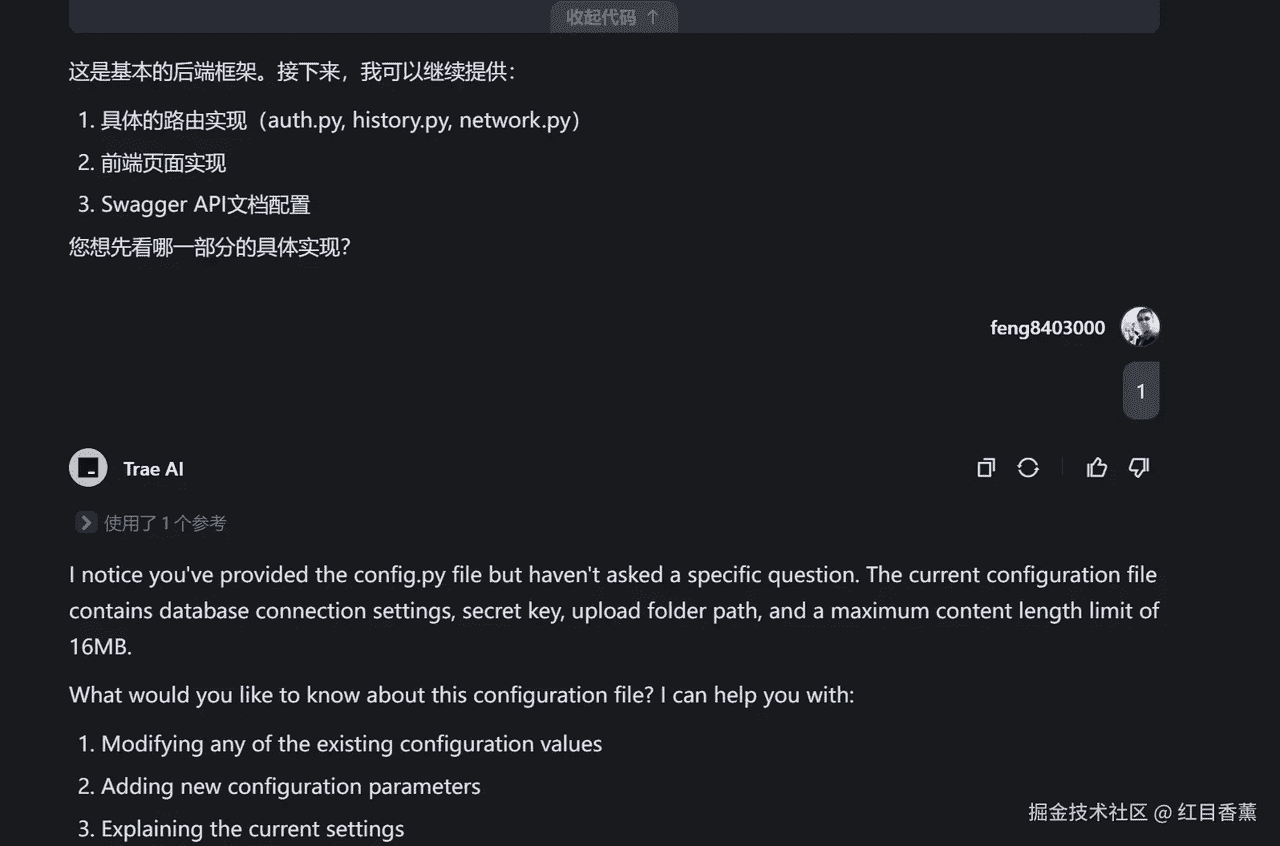 收起代码 ↑
这是基本的后端框架。接下来，我可以继续提供：
1. 具体的路由实现（auth.py, history.py, network.py）
2. 前端页面实现
3. Swagger API文档配置
您想先看哪一部分的具体实现？
feng8403000
1
Trae AI
使用了 1 个参考
I notice you've provided the config.py file but haven't asked a specific question. The current configuration file
contains database connection settings, secret key, upload folder path, and a maximum content length limit of
16MB.
What would you like to know about this configuration file? I can help you with:
1. Modifying any of the existing configuration values
2. Adding new configuration parameters
3. Explaining the current settings
掘金技术社区 @ 红目香薰